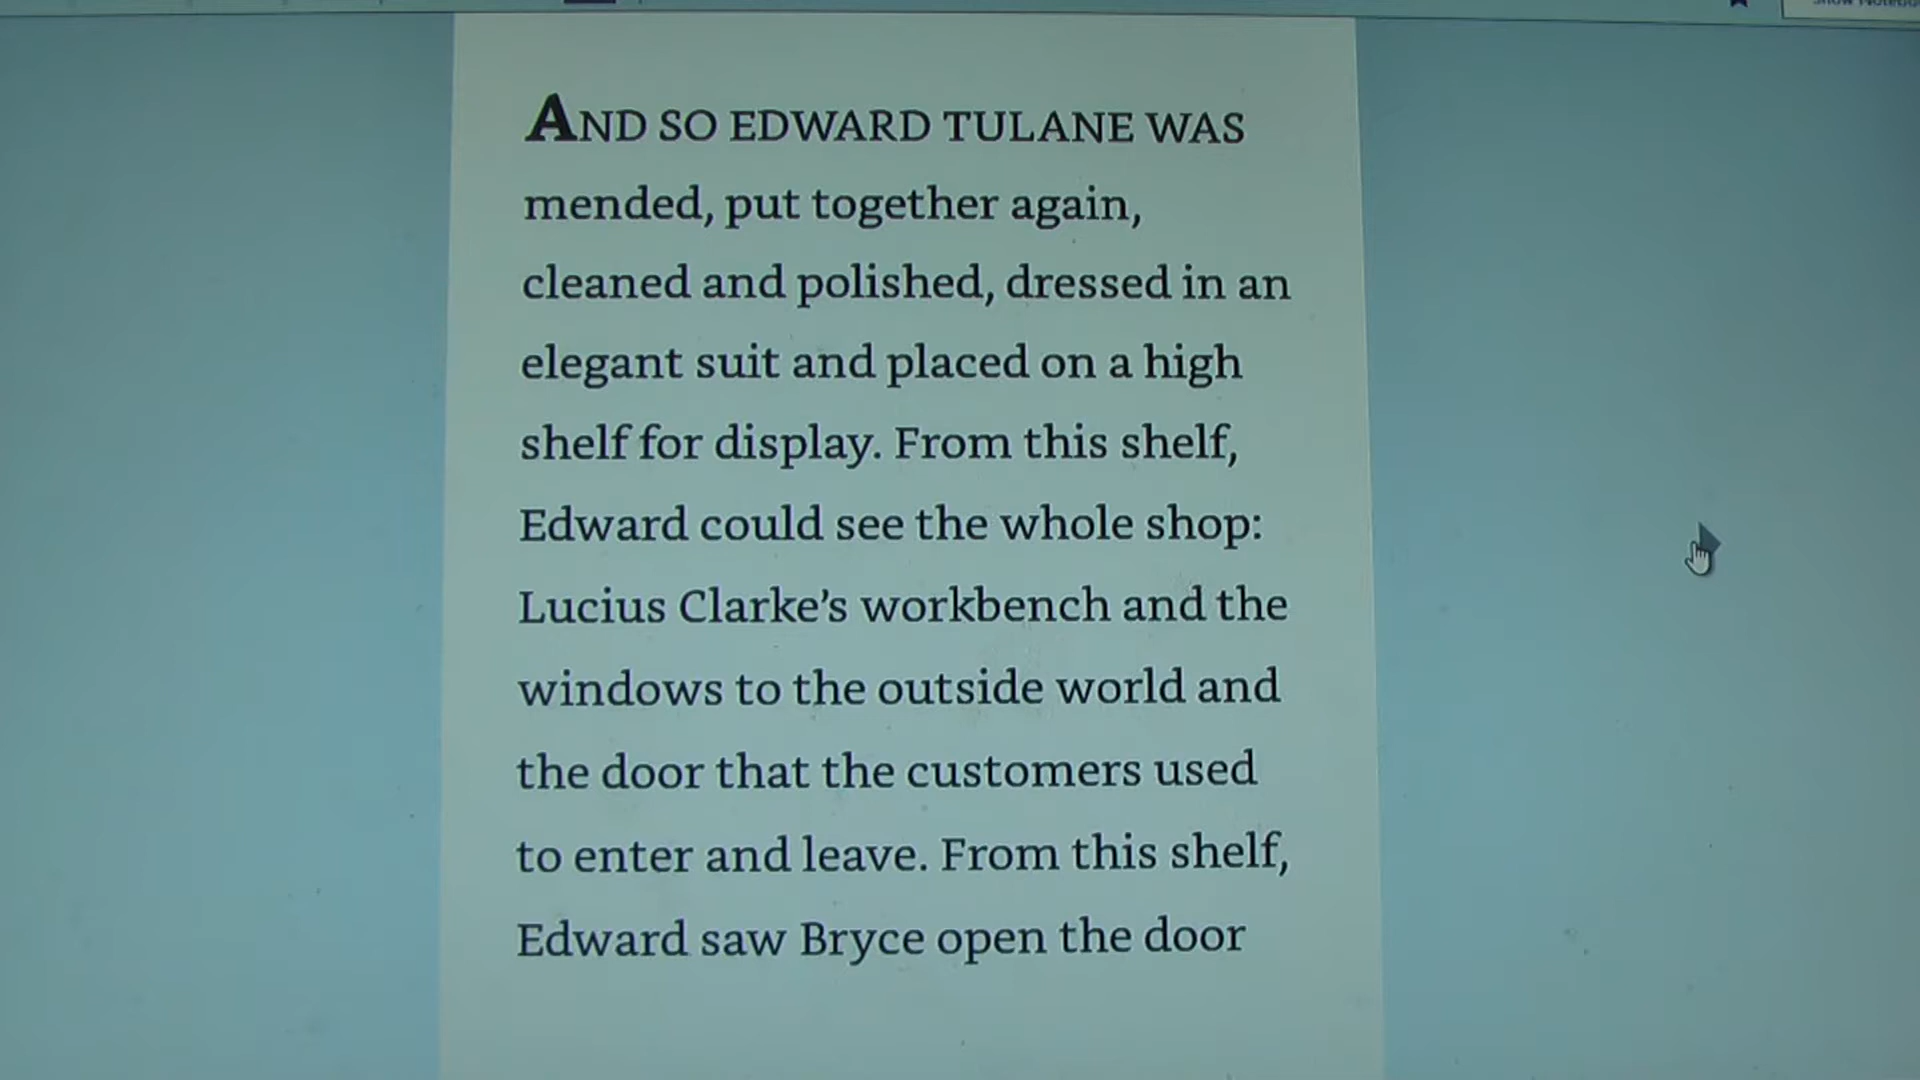 AND SO EDWARD TULANE WAS
mended, put together again,
cleaned and polished, dressed in an
elegant suit and placed on a high
shelf for display. From this shelf,
Edward could see the whole shop:
Lucius Clarke’s workbench and the
windows to the outside world and
the door that the customers used
to enter and leave. From this shelf,
Edward saw Bryce open the door